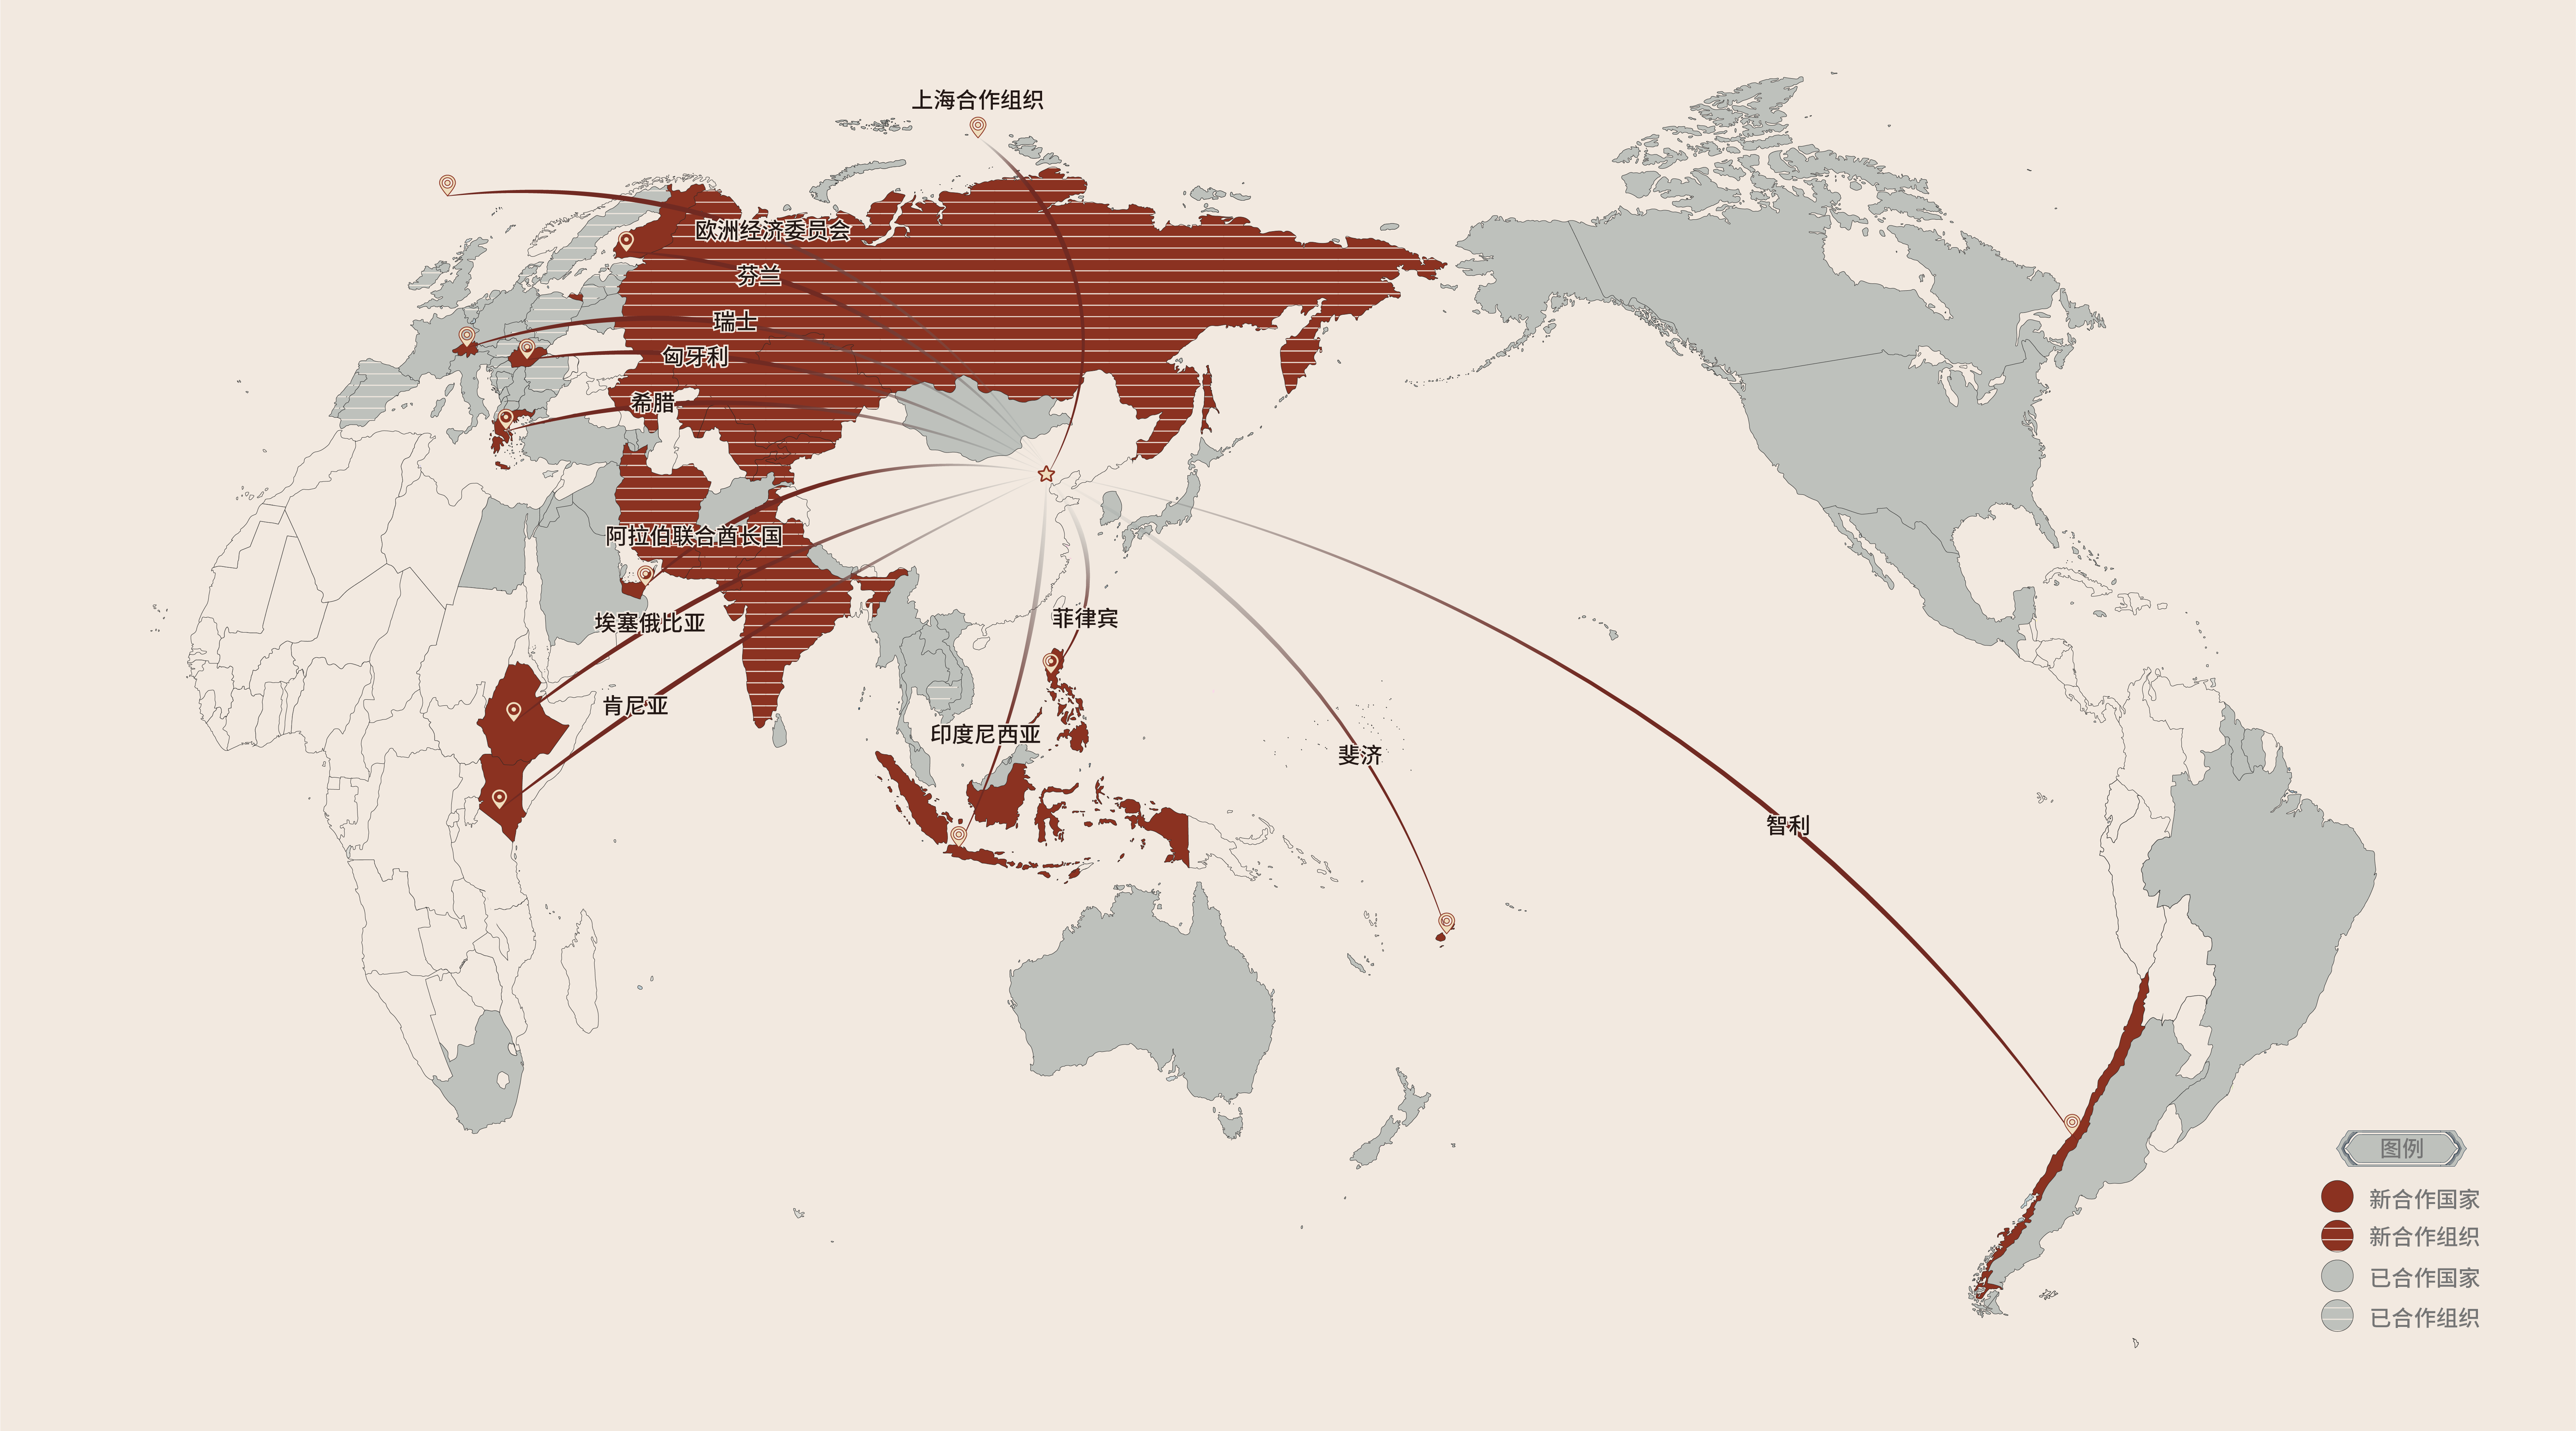 上海合作组织
欧洲经济委员会
芬兰
瑞士
匈牙利
希腊
阿拉伯联合酋长国
埃塞俄比亚
菲律宾
肯尼亚
印度尼西亚
斐济
智利
图例
新合作国家
新合作组织
已合作国家
已合作组织